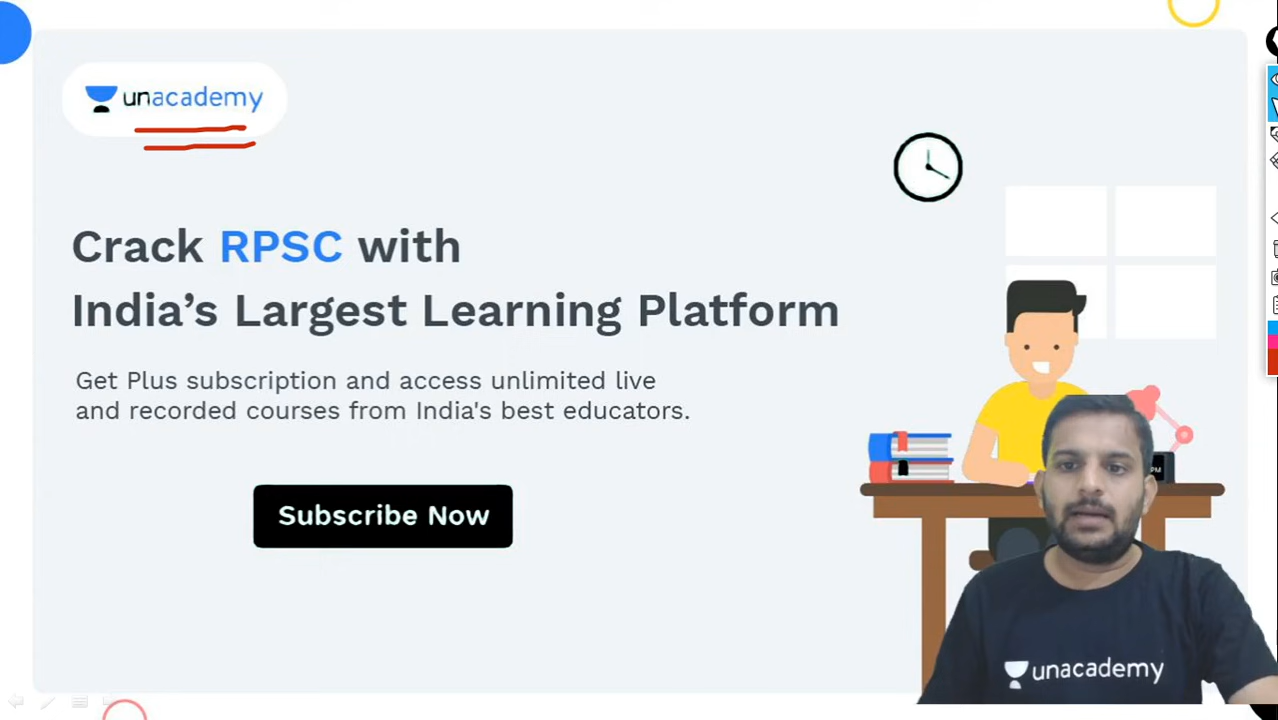 unacademy
Crack RPSC with
India's Largest Learning Platform
Get Plus subscription and access unlimited live
and recorded courses from India's best educators.
Subscribe Now
PM
unacademy